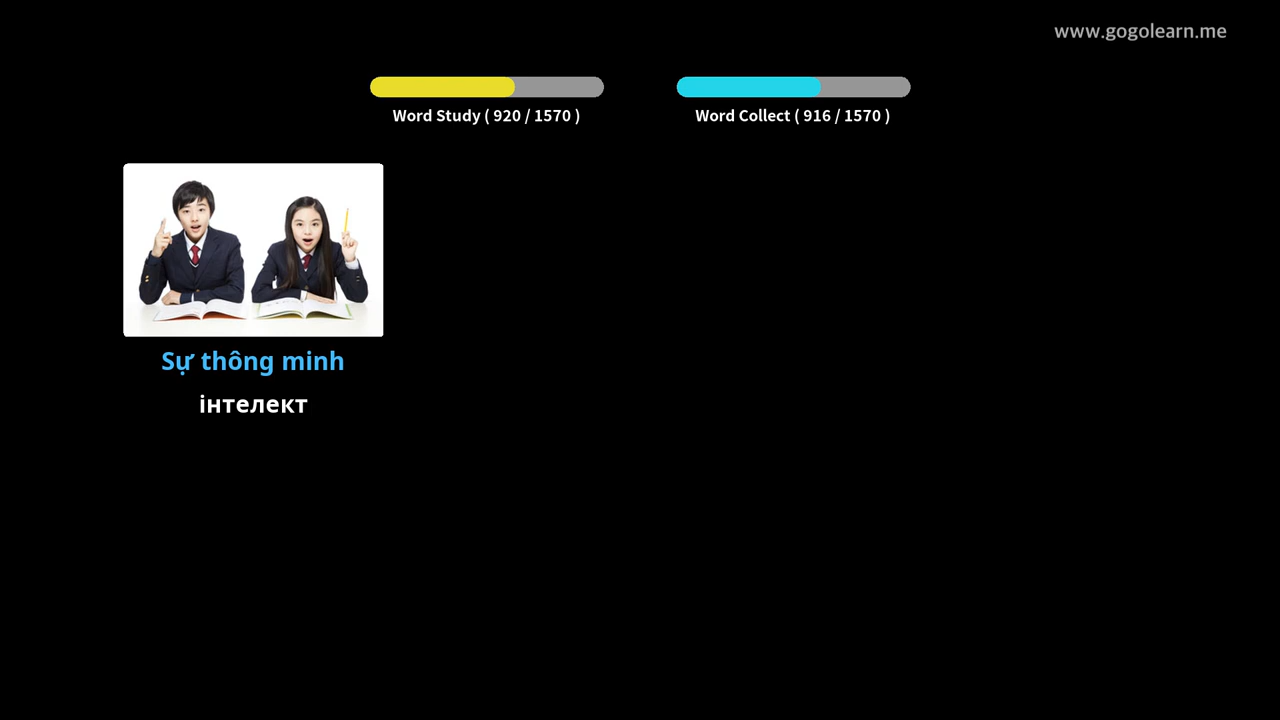 www.gogolearn.me
Word Study ( 920 / 1570 )
Word Collect ( 916 / 1570 )
Sự thông minh
інтелект